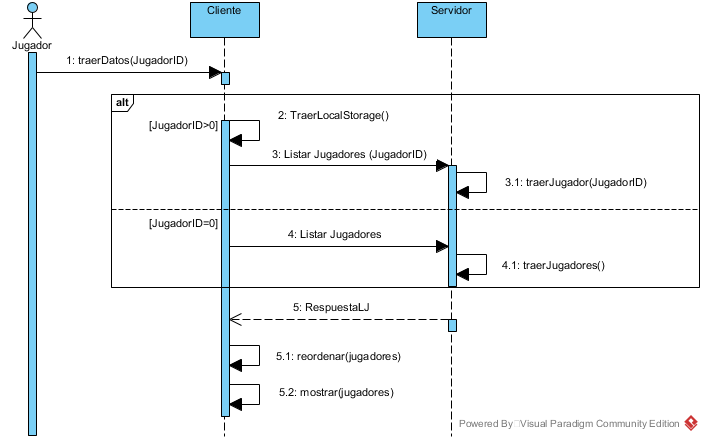 Cliente
Servidor
Jugador
1: traerDatos(JugadorID)
alt
[JugadorID>0]
2: TraerLocalStorage()
3: Listar Jugadores (JugadorID)
3.1: traerJugador(JugadorID)
[JugadorID=0]
4: Listar Jugadores
4.1: traerJugadores()
5: RespuestaLJ
5.1: reordenar(jugadores)
5.2: mostrar(jugadores)
Powered By Visual Paradigm Community Edition